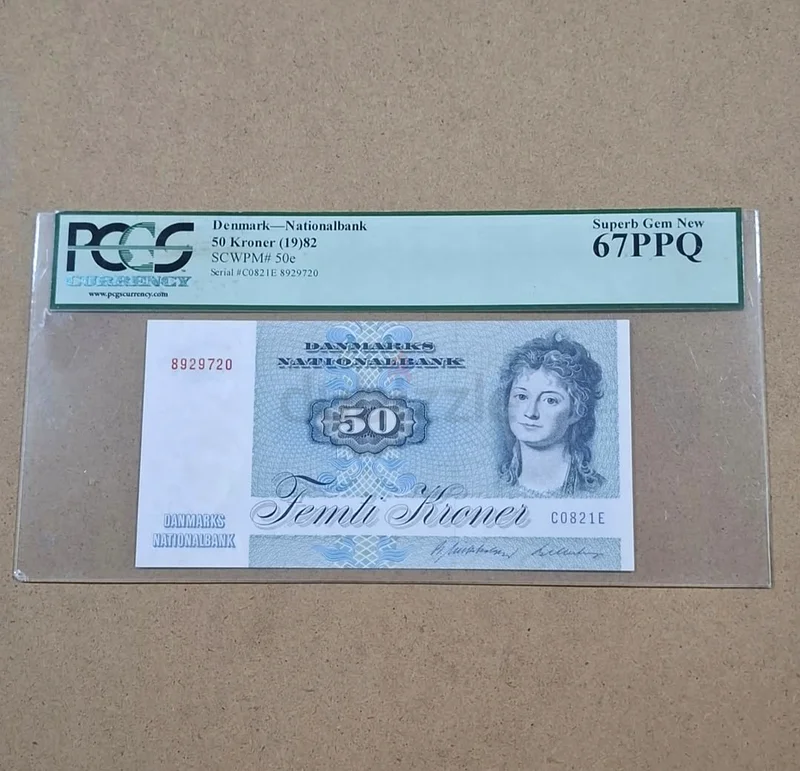 PCGS
CURRENCY
www.pcgscurrency.com
Denmark—Nationalbank
50 Kroner (19)82
SCWPM# 50e
Serial #C0821E 8929720
Superb Gem New
67PPQ
8929720
DANMARKS
NATIONALBANK
50
Femti Kroner
C0821E
DANMARKS
NATIONALBANK